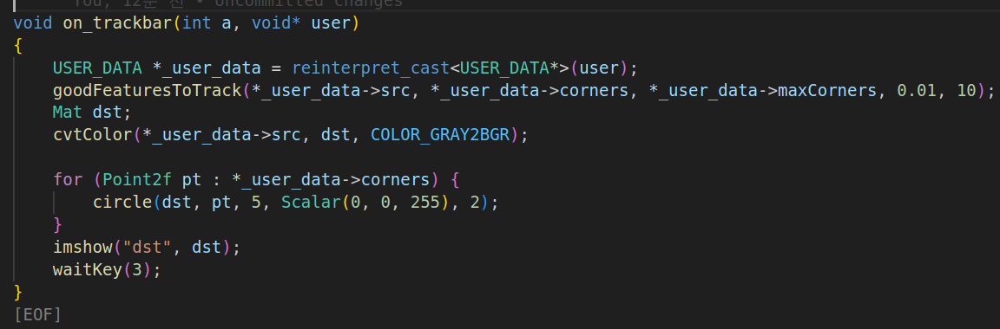 You, 12분 전 • Uncommitted changes
void on_trackbar(int a, void* user)
{
    USER_DATA *_user_data = reinterpret_cast<USER_DATA*>(user);
    goodFeaturesToTrack(*_user_data->src, *_user_data->corners, *_user_data->maxCorners, 0.01, 10);
    Mat dst;
    cvtColor(*_user_data->src, dst, COLOR_GRAY2BGR);

    for (Point2f pt : *_user_data->corners) {
        circle(dst, pt, 5, Scalar(0, 0, 255), 2);
    }
    imshow("dst", dst);
    waitKey(3);
}
[EOF]